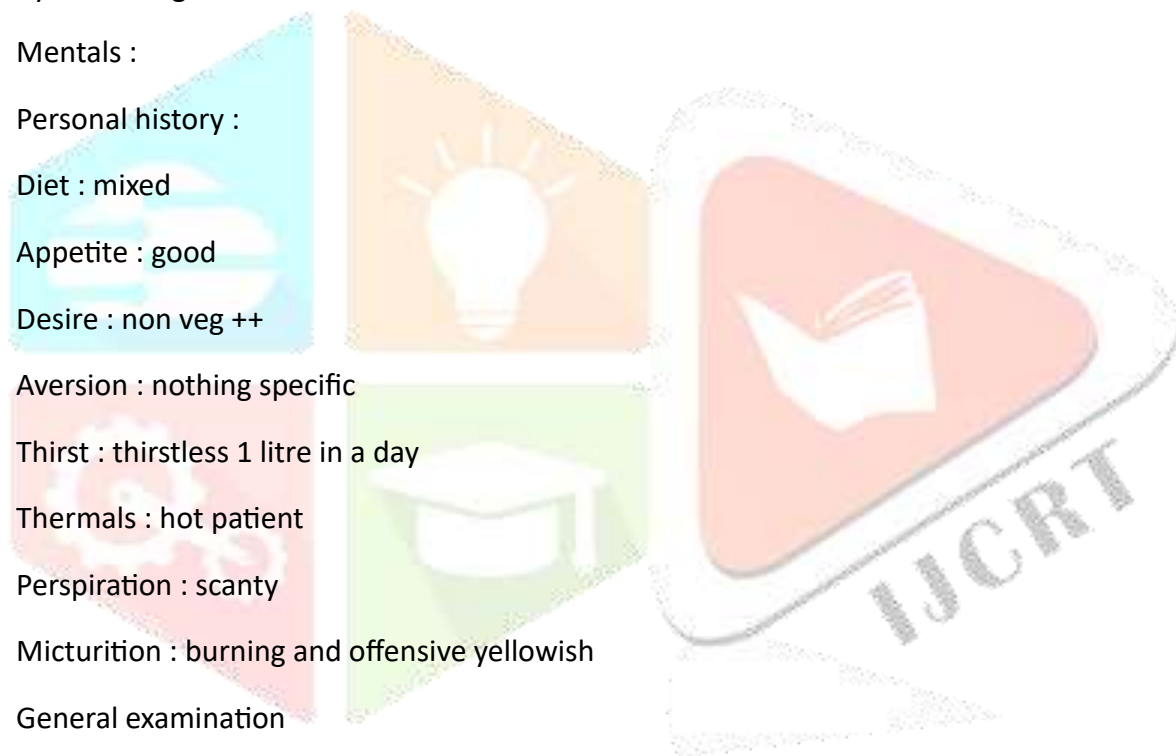 Mentals :
Personal history :
Diet : mixed
Appetite : good
Desire : non veg ++
Aversion : nothing specific
Thirst : thirstless 1 litre in a day
Thermals : hot patient
Perspiration : scanty
Micturition : burning and offensive yellowish
General examination
IJCRT